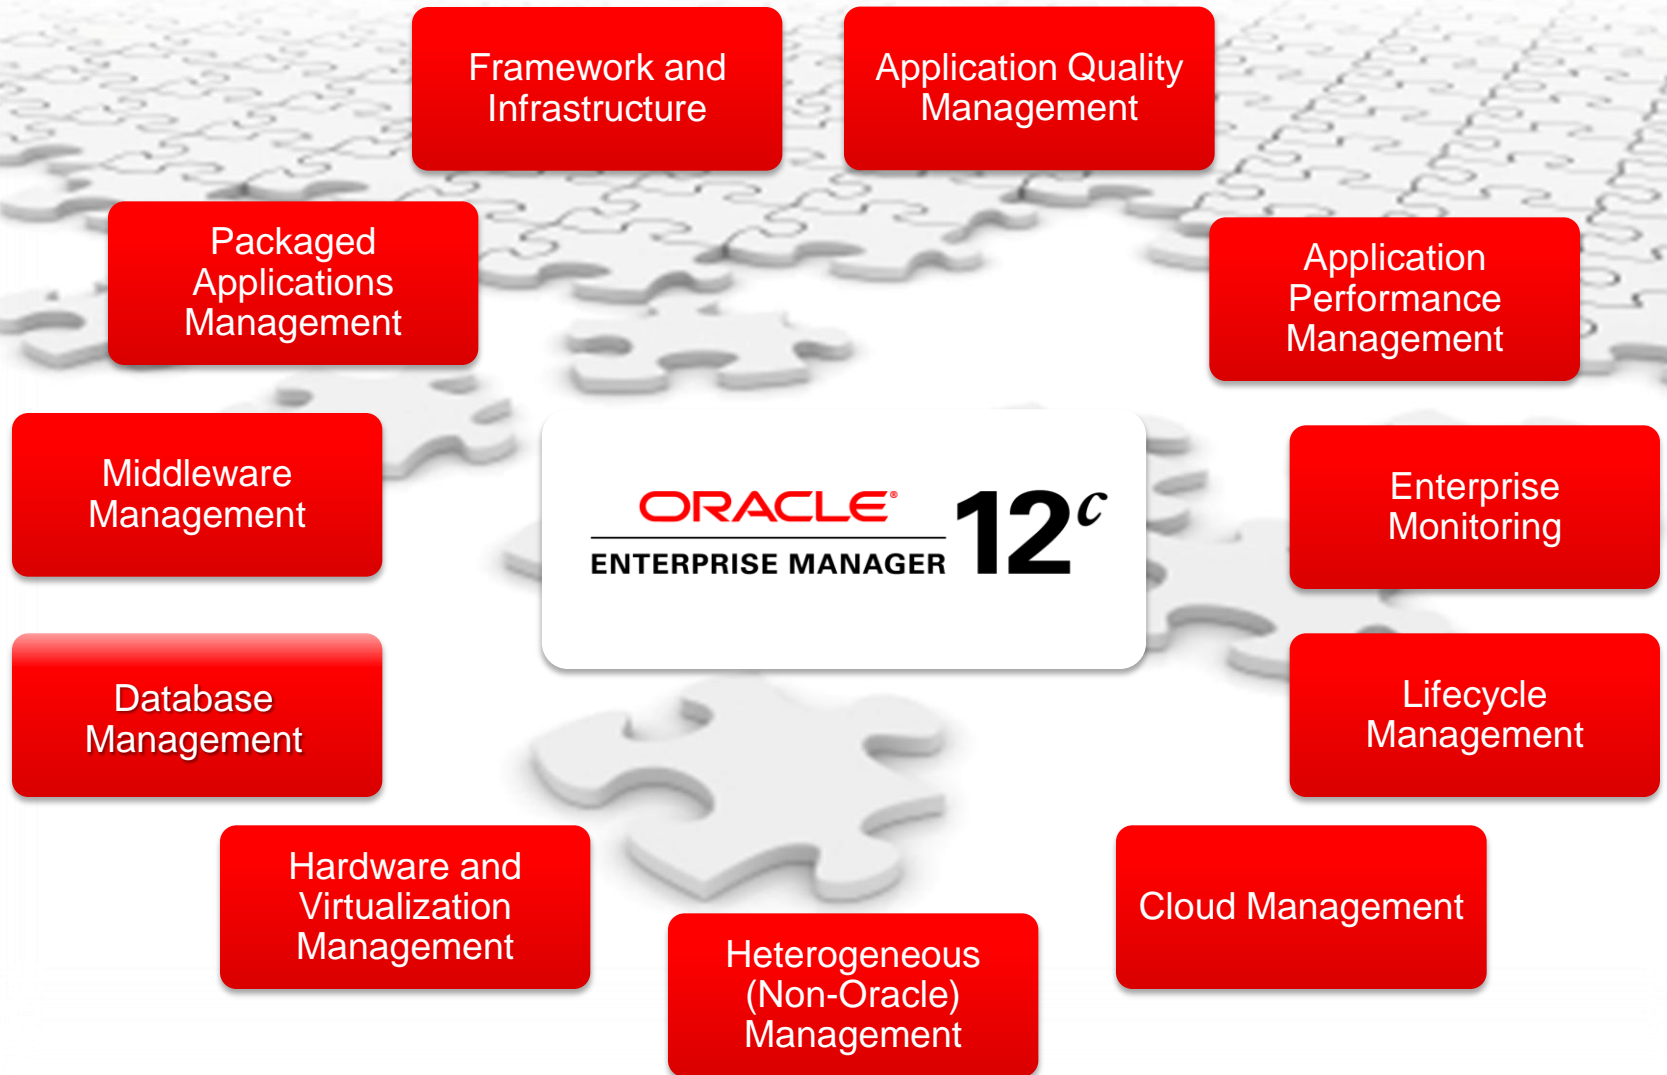 Framework and
Infrastructure
Application Quality
Management
Packaged
Applications
Management
Application
Performance
Management
Middleware
Management
ORACLE®
ENTERPRISE MANAGER 12c
Enterprise
Monitoring
Database
Management
Lifecycle
Management
Hardware and
Virtualization
Management
Cloud Management
Heterogeneous
(Non-Oracle)
Management